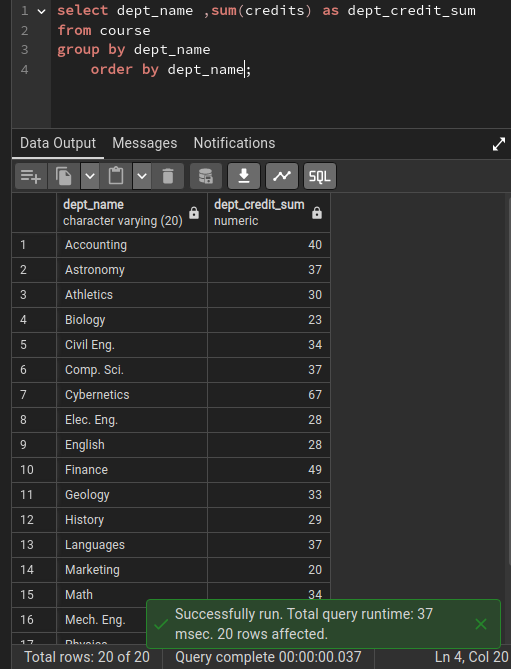 1 select dept_name ,sum(credits) as dept_credit_sum
2 from course
3 group by dept_name
4 order by dept_name;
Data Output Messages Notifications
SQL
dept_name dept_credit_sum
character varying (20) numeric
1 Accounting 40
2 Astronomy 37
3 Athletics 30
4 Biology 23
5 Civil Eng. 34
6 Comp. Sci. 37
7 Cybernetics 67
8 Elec. Eng. 28
9 English 28
10 Finance 49
11 Geology 33
12 History 29
13 Languages 37
14 Marketing 20
15 Math 34
16 Mech. Eng.
17 Physics
Successfully run. Total query runtime: 37
msec. 20 rows affected.
Total rows: 20 of 20 Query complete 00:00:00.037 Ln 4, Col 20